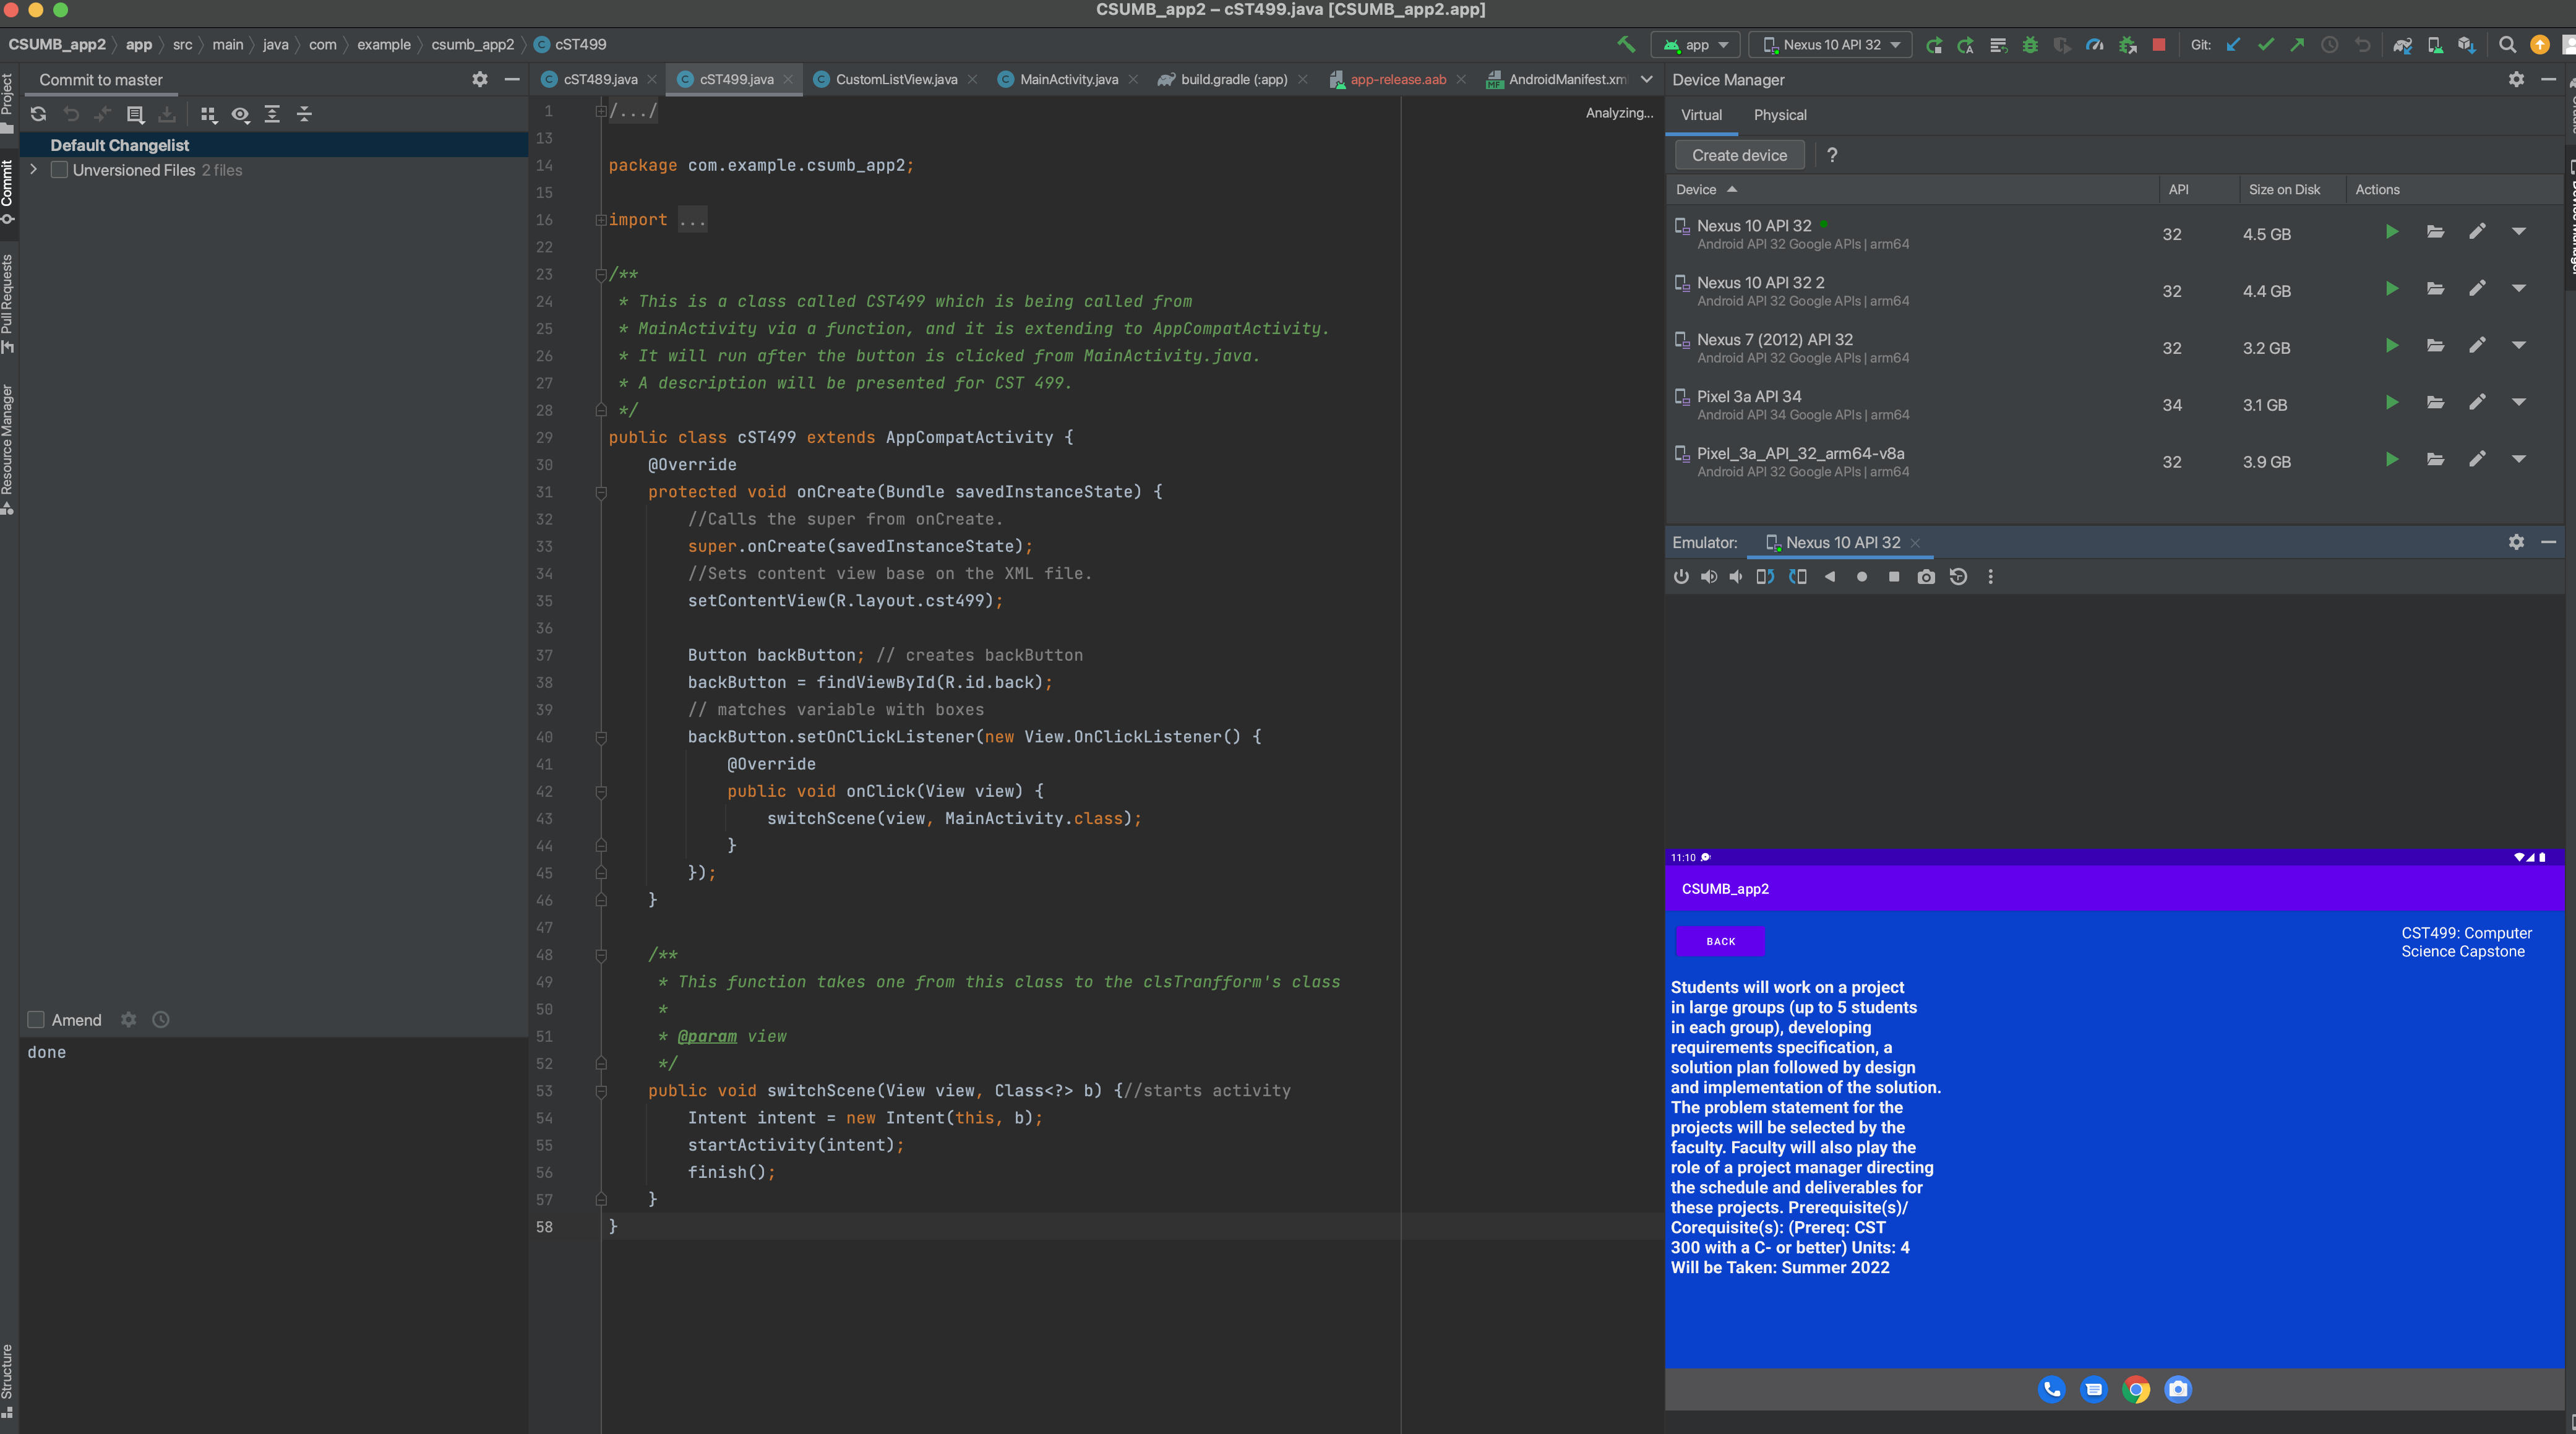 CSUMB_app2 – cST499.java [CSUMB_app2.app]
CSUMB_app2 app src main java com example csumb_app2 cST499
app
Nexus 10 API 32
Git:
Project
Commit
Pull Requests
Resource Manager
Structure
Commit to master
Default Changelist
Unversioned Files 2 files
Amend
done
cST489.java
cST499.java
CustomListView.java
MainActivity.java
build.gradle (:app)
app-release.aab
AndroidManifest.xm
Analyzing...
1 /.../
13
14 package com.example.csumb_app2;
15
16 import ...
22
23 /**
24 * This is a class called CST499 which is being called from
25 * MainActivity via a function, and it is extending to AppCompatActivity.
26 * It will run after the button is clicked from MainActivity.java.
27 * A description will be presented for CST 499.
28 */
29 public class cST499 extends AppCompatActivity {
30 @Override
31 protected void onCreate(Bundle savedInstanceState) {
32 //Calls the super from onCreate.
33 super.onCreate(savedInstanceState);
34 //Sets content view base on the XML file.
35 setContentView(R.layout.cst499);
36
37 Button backButton; // creates backButton
38 backButton = findViewById(R.id.back);
39 // matches variable with boxes
40 backButton.setOnClickListener(new View.OnClickListener() {
41 @Override
42 public void onClick(View view) {
43 switchScene(view, MainActivity.class);
44 }
45 });
46 }
47
48 /**
49 * This function takes one from this class to the clsTranfform's class
50 *
51 * @param view
52 */
53 public void switchScene(View view, Class<?> b) {//starts activity
54 Intent intent = new Intent(this, b);
55 startActivity(intent);
56 finish();
57 }
58 }
Device Manager
Virtual Physical
Create device ?
Device API Size on Disk Actions
Nexus 10 API 32
Android API 32 Google APIs | arm64
32 4.5 GB
Nexus 10 API 32 2
Android API 32 Google APIs | arm64
32 4.4 GB
Nexus 7 (2012) API 32
Android API 32 Google APIs | arm64
32 3.2 GB
Pixel 3a API 34
Android API 34 Google APIs | arm64
34 3.1 GB
Pixel_3a_API_32_arm64-v8a
Android API 32 Google APIs | arm64
32 3.9 GB
Emulator: Nexus 10 API 32
11:10
CSUMB_app2
BACK
CST499: Computer
Science Capstone
Students will work on a project
in large groups (up to 5 students
in each group), developing
requirements specification, a
solution plan followed by design
and implementation of the solution.
The problem statement for the
projects will be selected by the
faculty. Faculty will also play the
role of a project manager directing
the schedule and deliverables for
these projects. Prerequisite(s)/
Corequisite(s): (Prereq: CST
300 with a C- or better) Units: 4
Will be Taken: Summer 2022